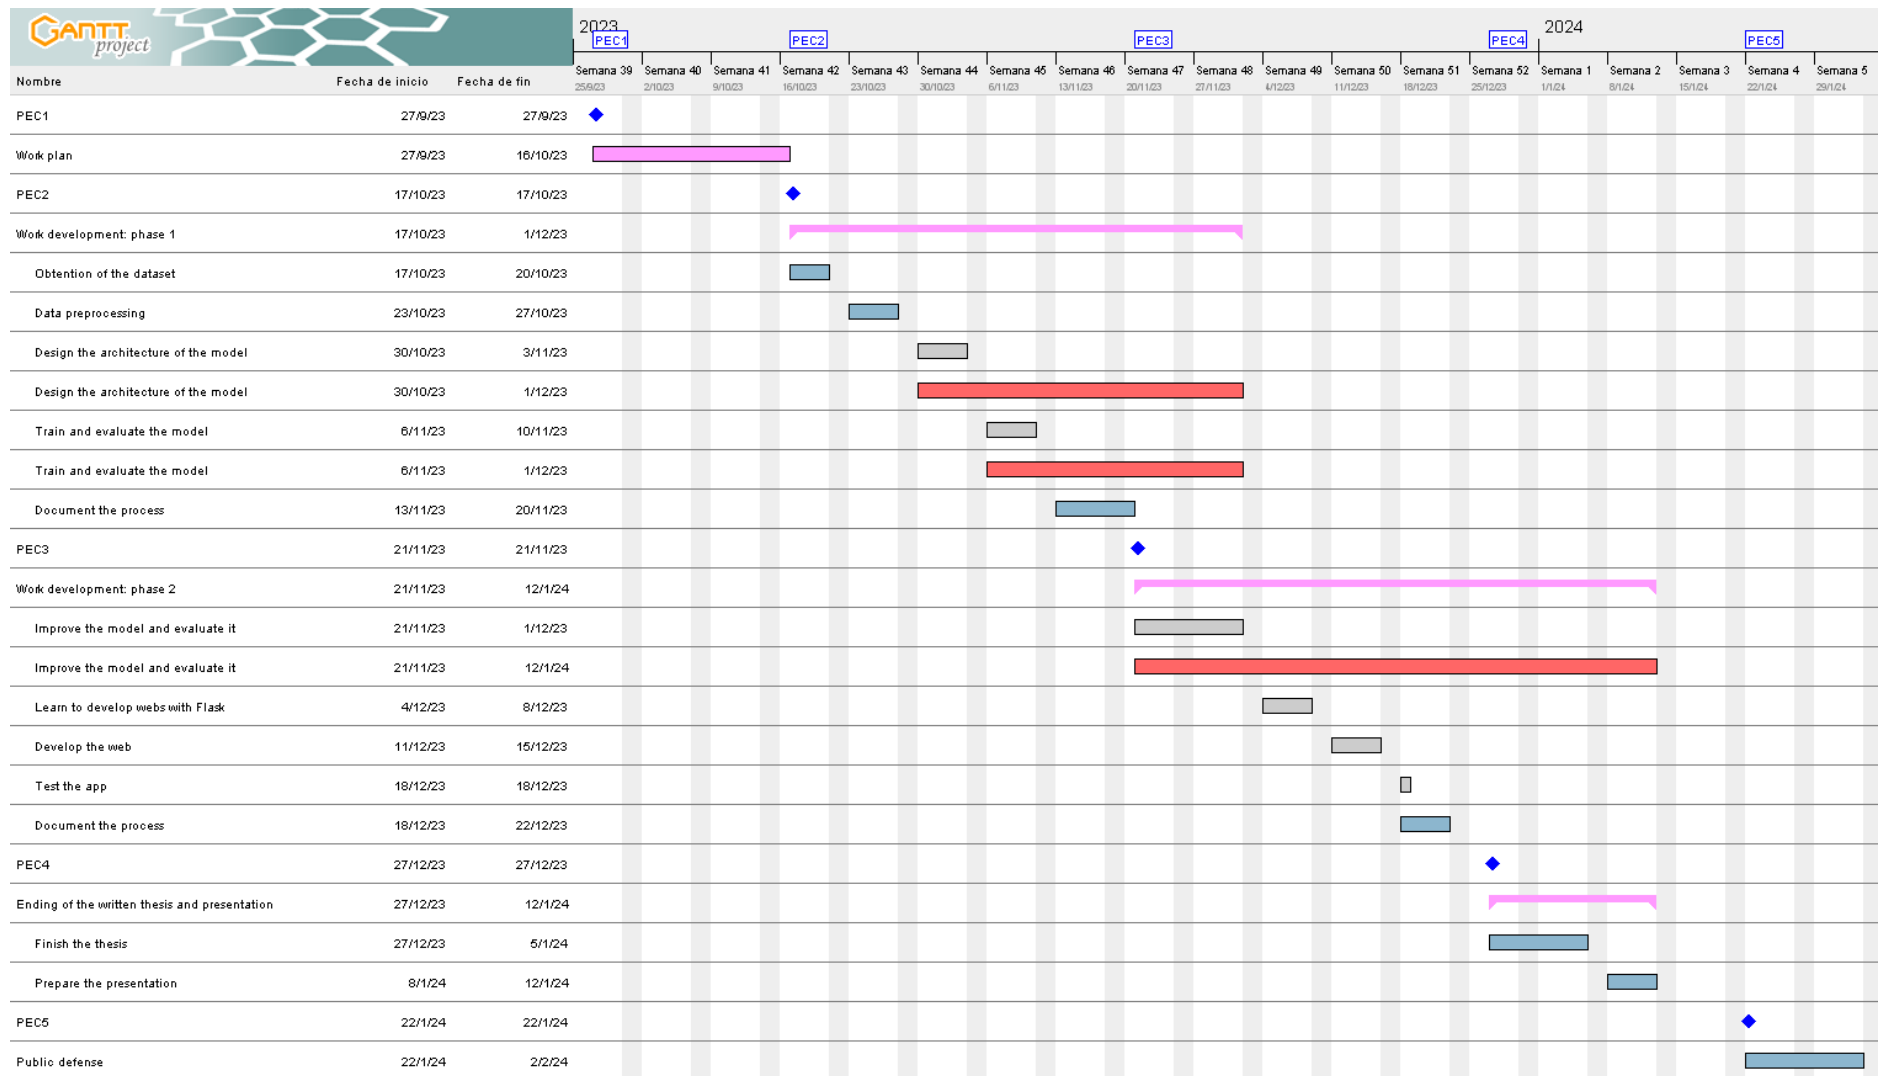 GANTT
project
2023
2024
PEC1 PEC2 PEC3 PEC4 PEC5
Nombre Fecha de inicio Fecha de fin
Semana 39 Semana 40 Semana 41 Semana 42 Semana 43 Semana 44 Semana 45 Semana 46 Semana 47 Semana 48 Semana 49 Semana 50 Semana 51 Semana 52 Semana 1 Semana 2 Semana 3 Semana 4 Semana 5
25/9/23 2/10/23 9/10/23 16/10/23 23/10/23 30/10/23 6/11/23 13/11/23 20/11/23 27/11/23 4/12/23 11/12/23 18/12/23 25/12/23 1/1/24 8/1/24 15/1/24 22/1/24 29/1/24
PEC1 27/9/23 27/9/23
Work plan 27/9/23 16/10/23
PEC2 17/10/23 17/10/23
Work development: phase 1 17/10/23 1/12/23
Obtention of the dataset 17/10/23 20/10/23
Data preprocessing 23/10/23 27/10/23
Design the architecture of the model 30/10/23 3/11/23
Design the architecture of the model 30/10/23 1/12/23
Train and evaluate the model 6/11/23 10/11/23
Train and evaluate the model 6/11/23 1/12/23
Document the process 13/11/23 20/11/23
PEC3 21/11/23 21/11/23
Work development: phase 2 21/11/23 12/1/24
Improve the model and evaluate it 21/11/23 1/12/23
Improve the model and evaluate it 21/11/23 12/1/24
Learn to develop webs with Flask 4/12/23 8/12/23
Develop the web 11/12/23 15/12/23
Test the app 18/12/23 18/12/23
Document the process 18/12/23 22/12/23
PEC4 27/12/23 27/12/23
Ending of the written thesis and presentation 27/12/23 12/1/24
Finish the thesis 27/12/23 5/1/24
Prepare the presentation 8/1/24 12/1/24
PEC5 22/1/24 22/1/24
Public defense 22/1/24 2/2/24